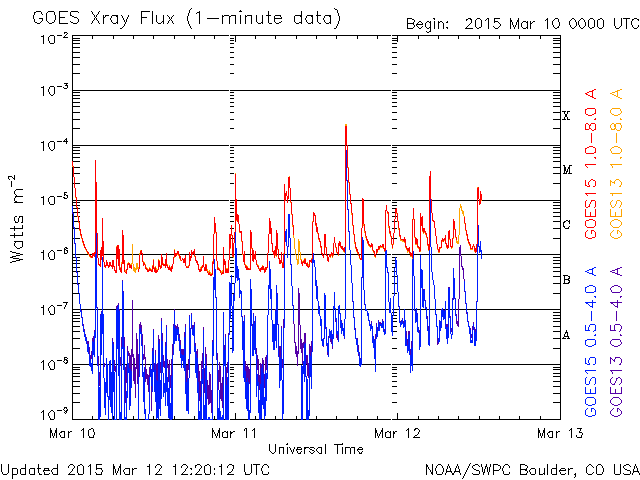 GOES Xray Flux (1-minute data)
Begin: 2015 Mar 10 0000 UTC
10-2
10-3
10-4
10-5
10-6
10-7
10-8
10-9
Watts m-2
X
M
C
B
A
GOES15 1.0-8.0 A
GOES13 1.0-8.0 A
GOES15 0.5-4.0 A
GOES13 0.5-4.0 A
Mar 10
Mar 11
Mar 12
Mar 13
Universal Time
Updated 2015 Mar 12 12:20:12 UTC
NOAA/SWPC Boulder, CO USA